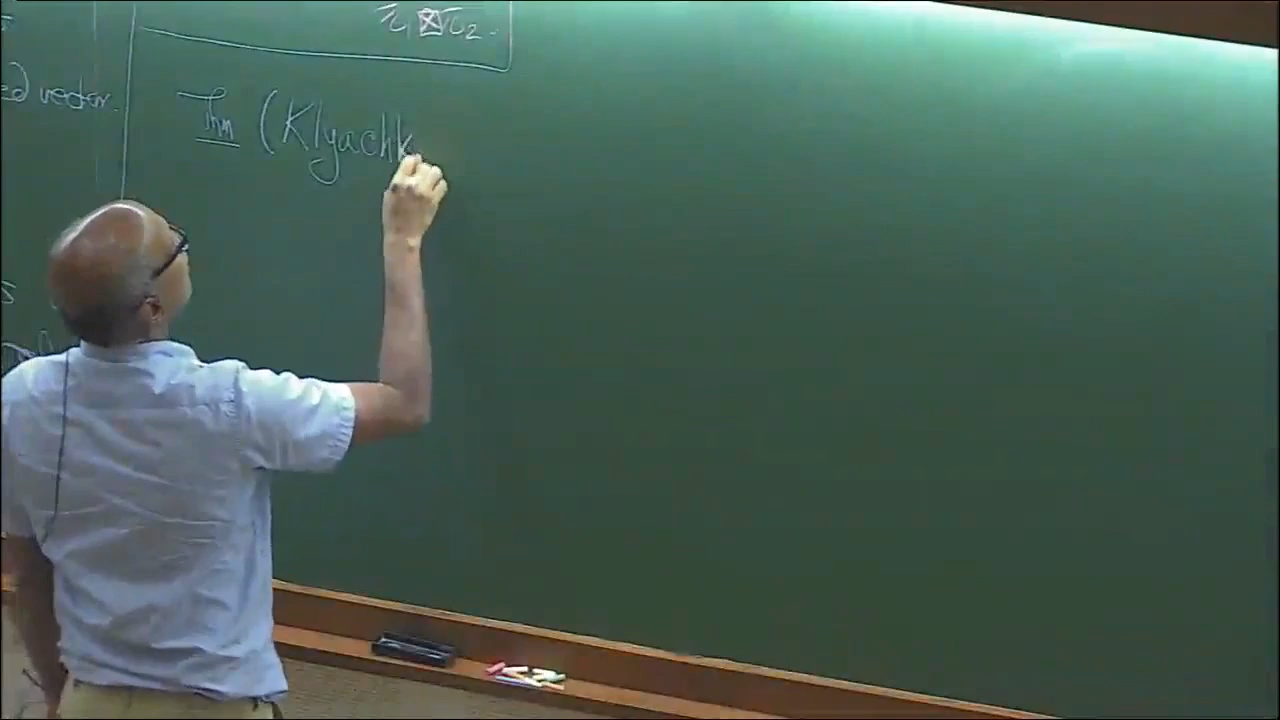 ed vector.
τ₁ ⊠ τ₂.
Thm (Klyachk